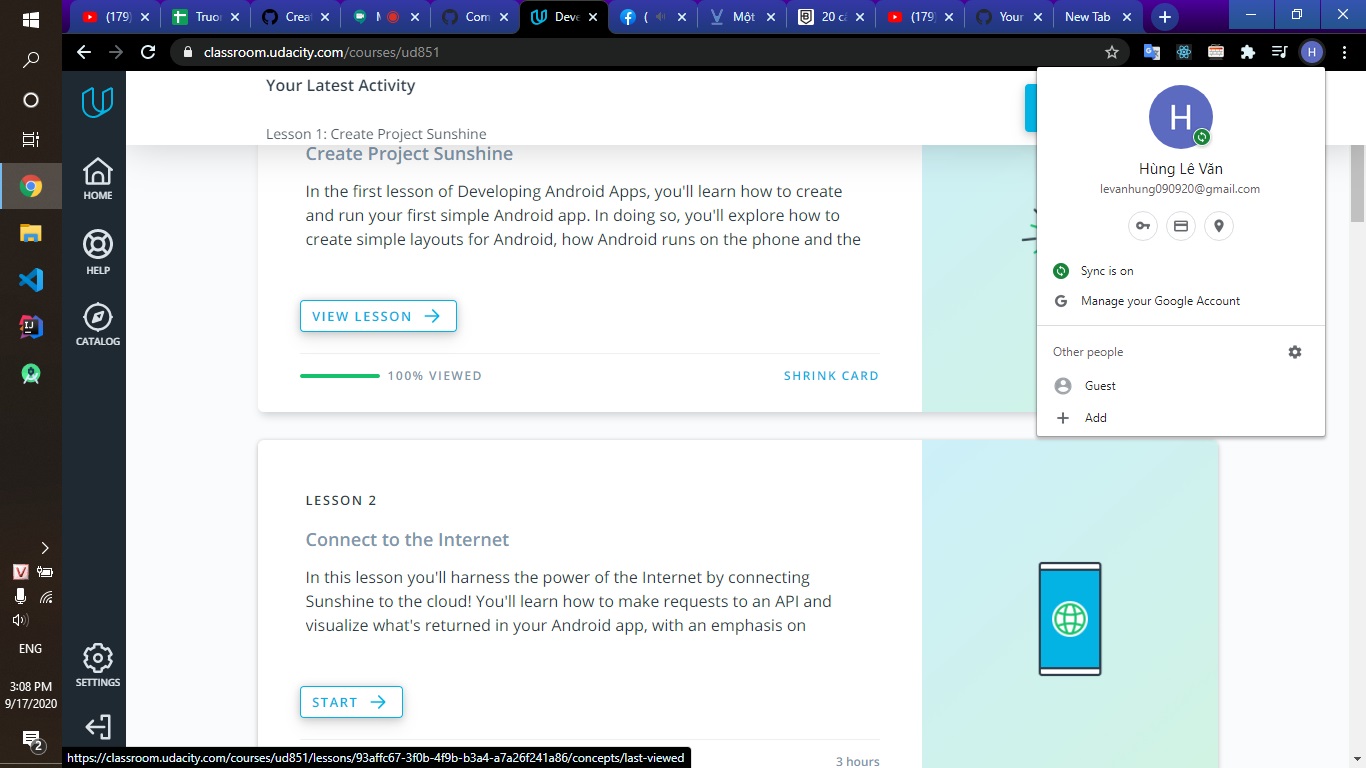 (179)
Truor
Creat
M
Com
Deve
(
Một
20 cá
(179)
Your
New Tab
classroom.udacity.com/courses/ud851
H
Your Latest Activity
Lesson 1: Create Project Sunshine
Create Project Sunshine
In the first lesson of Developing Android Apps, you'll learn how to create
and run your first simple Android app. In doing so, you'll explore how to
create simple layouts for Android, how Android runs on the phone and the
VIEW LESSON
100% VIEWED
SHRINK CARD
LESSON 2
Connect to the Internet
In this lesson you'll harness the power of the Internet by connecting
Sunshine to the cloud! You'll learn how to make requests to an API and
visualize what's returned in your Android app, with an emphasis on
START
3 hours
HOME
HELP
CATALOG
SETTINGS
H
Hùng Lê Văn
levanhung090920@gmail.com
Sync is on
Manage your Google Account
Other people
Guest
Add
ENG
3:08 PM
9/17/2020
2
https://classroom.udacity.com/courses/ud851/lessons/93affc67-3f0b-4f9b-b3a4-a7a26f241a86/concepts/last-viewed